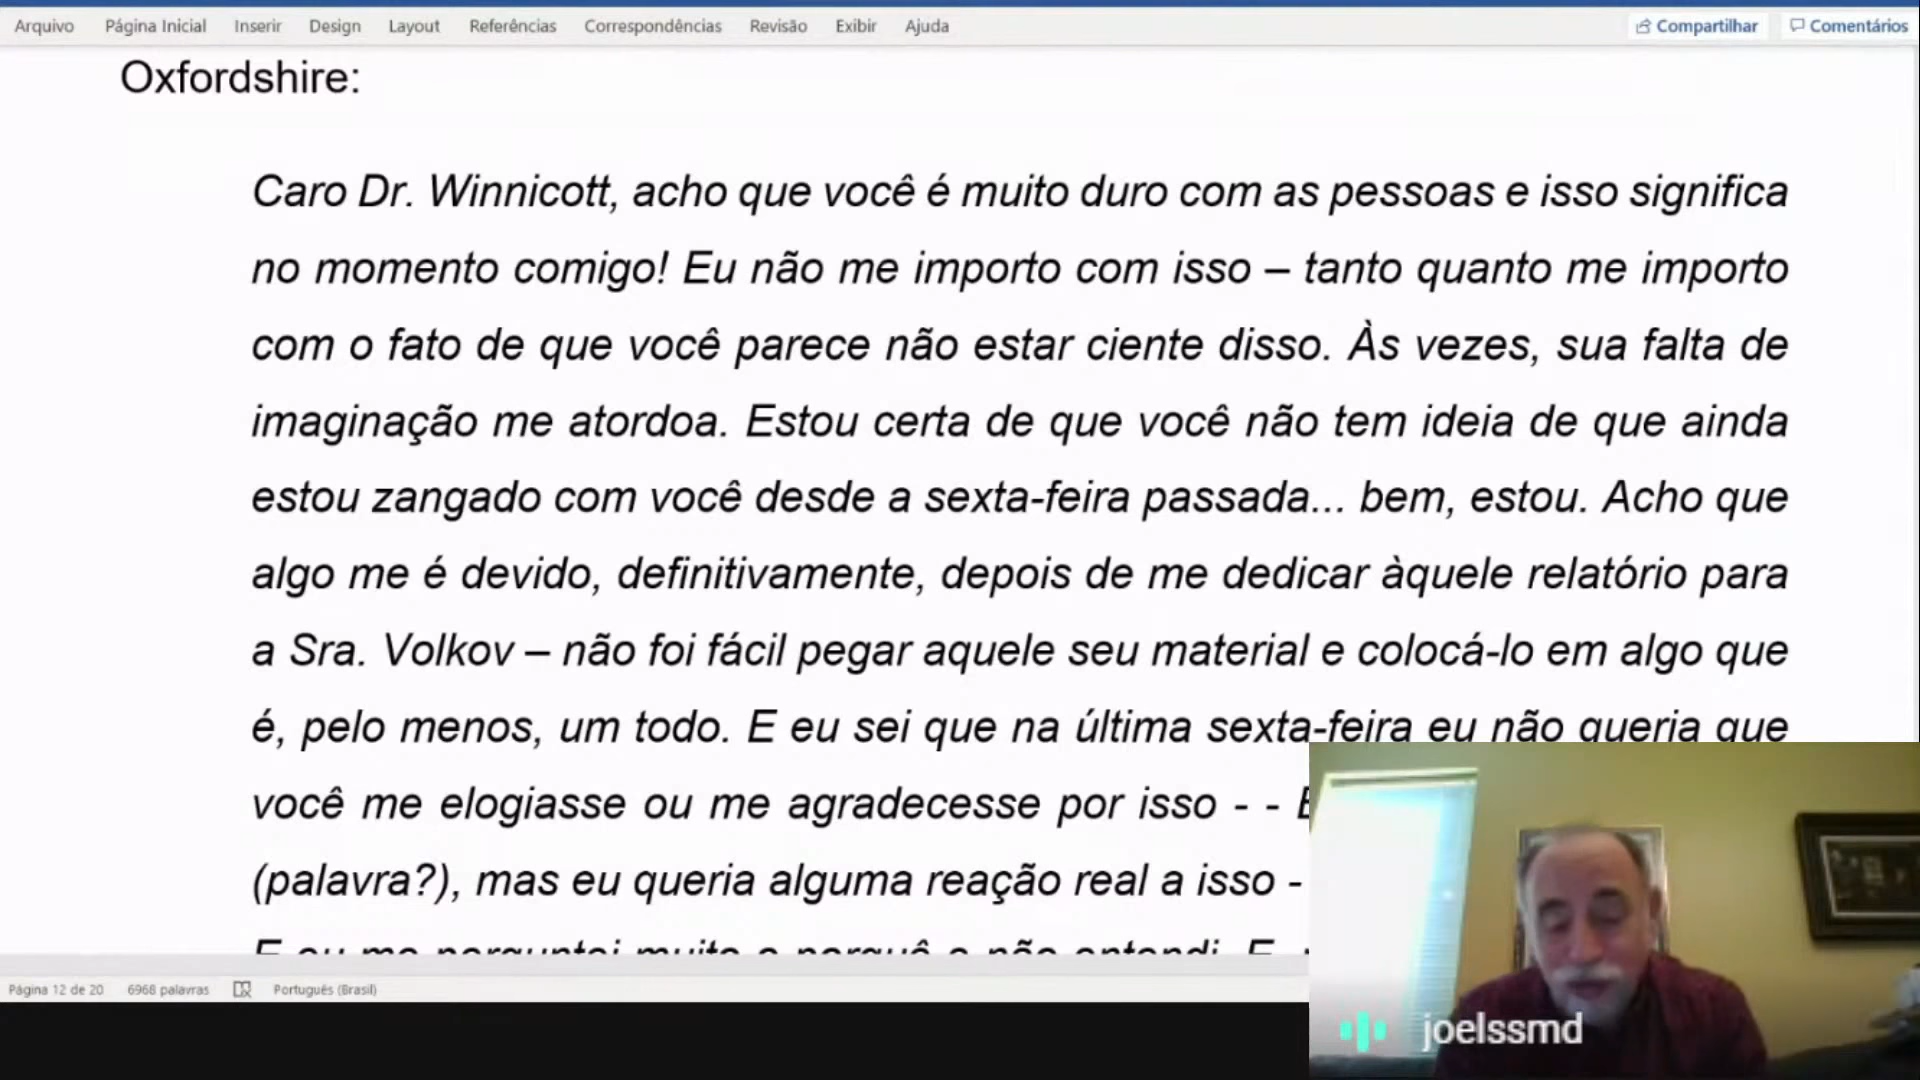 Arquivo Página Inicial Inserir Design Layout Referências Correspondências Revisão Exibir Ajuda Compartilhar Comentários
Oxfordshire:
Caro Dr. Winnicott, acho que você é muito duro com as pessoas e isso significa
no momento comigo! Eu não me importo com isso – tanto quanto me importo
com o fato de que você parece não estar ciente disso. Às vezes, sua falta de
imaginação me atordoa. Estou certa de que você não tem ideia de que ainda
estou zangado com você desde a sexta-feira passada... bem, estou. Acho que
algo me é devido, definitivamente, depois de me dedicar àquele relatório para
a Sra. Volkov – não foi fácil pegar aquele seu material e colocá-lo em algo que
é, pelo menos, um todo. E eu sei que na última sexta-feira eu não queria que
você me elogiasse ou me agradecesse por isso - -
(palavra?), mas eu queria alguma reação real a isso -
E eu me perguntei muito o porquê e não entendi. E
Página 12 de 20 6968 palavras Português (Brasil)
joelssmd